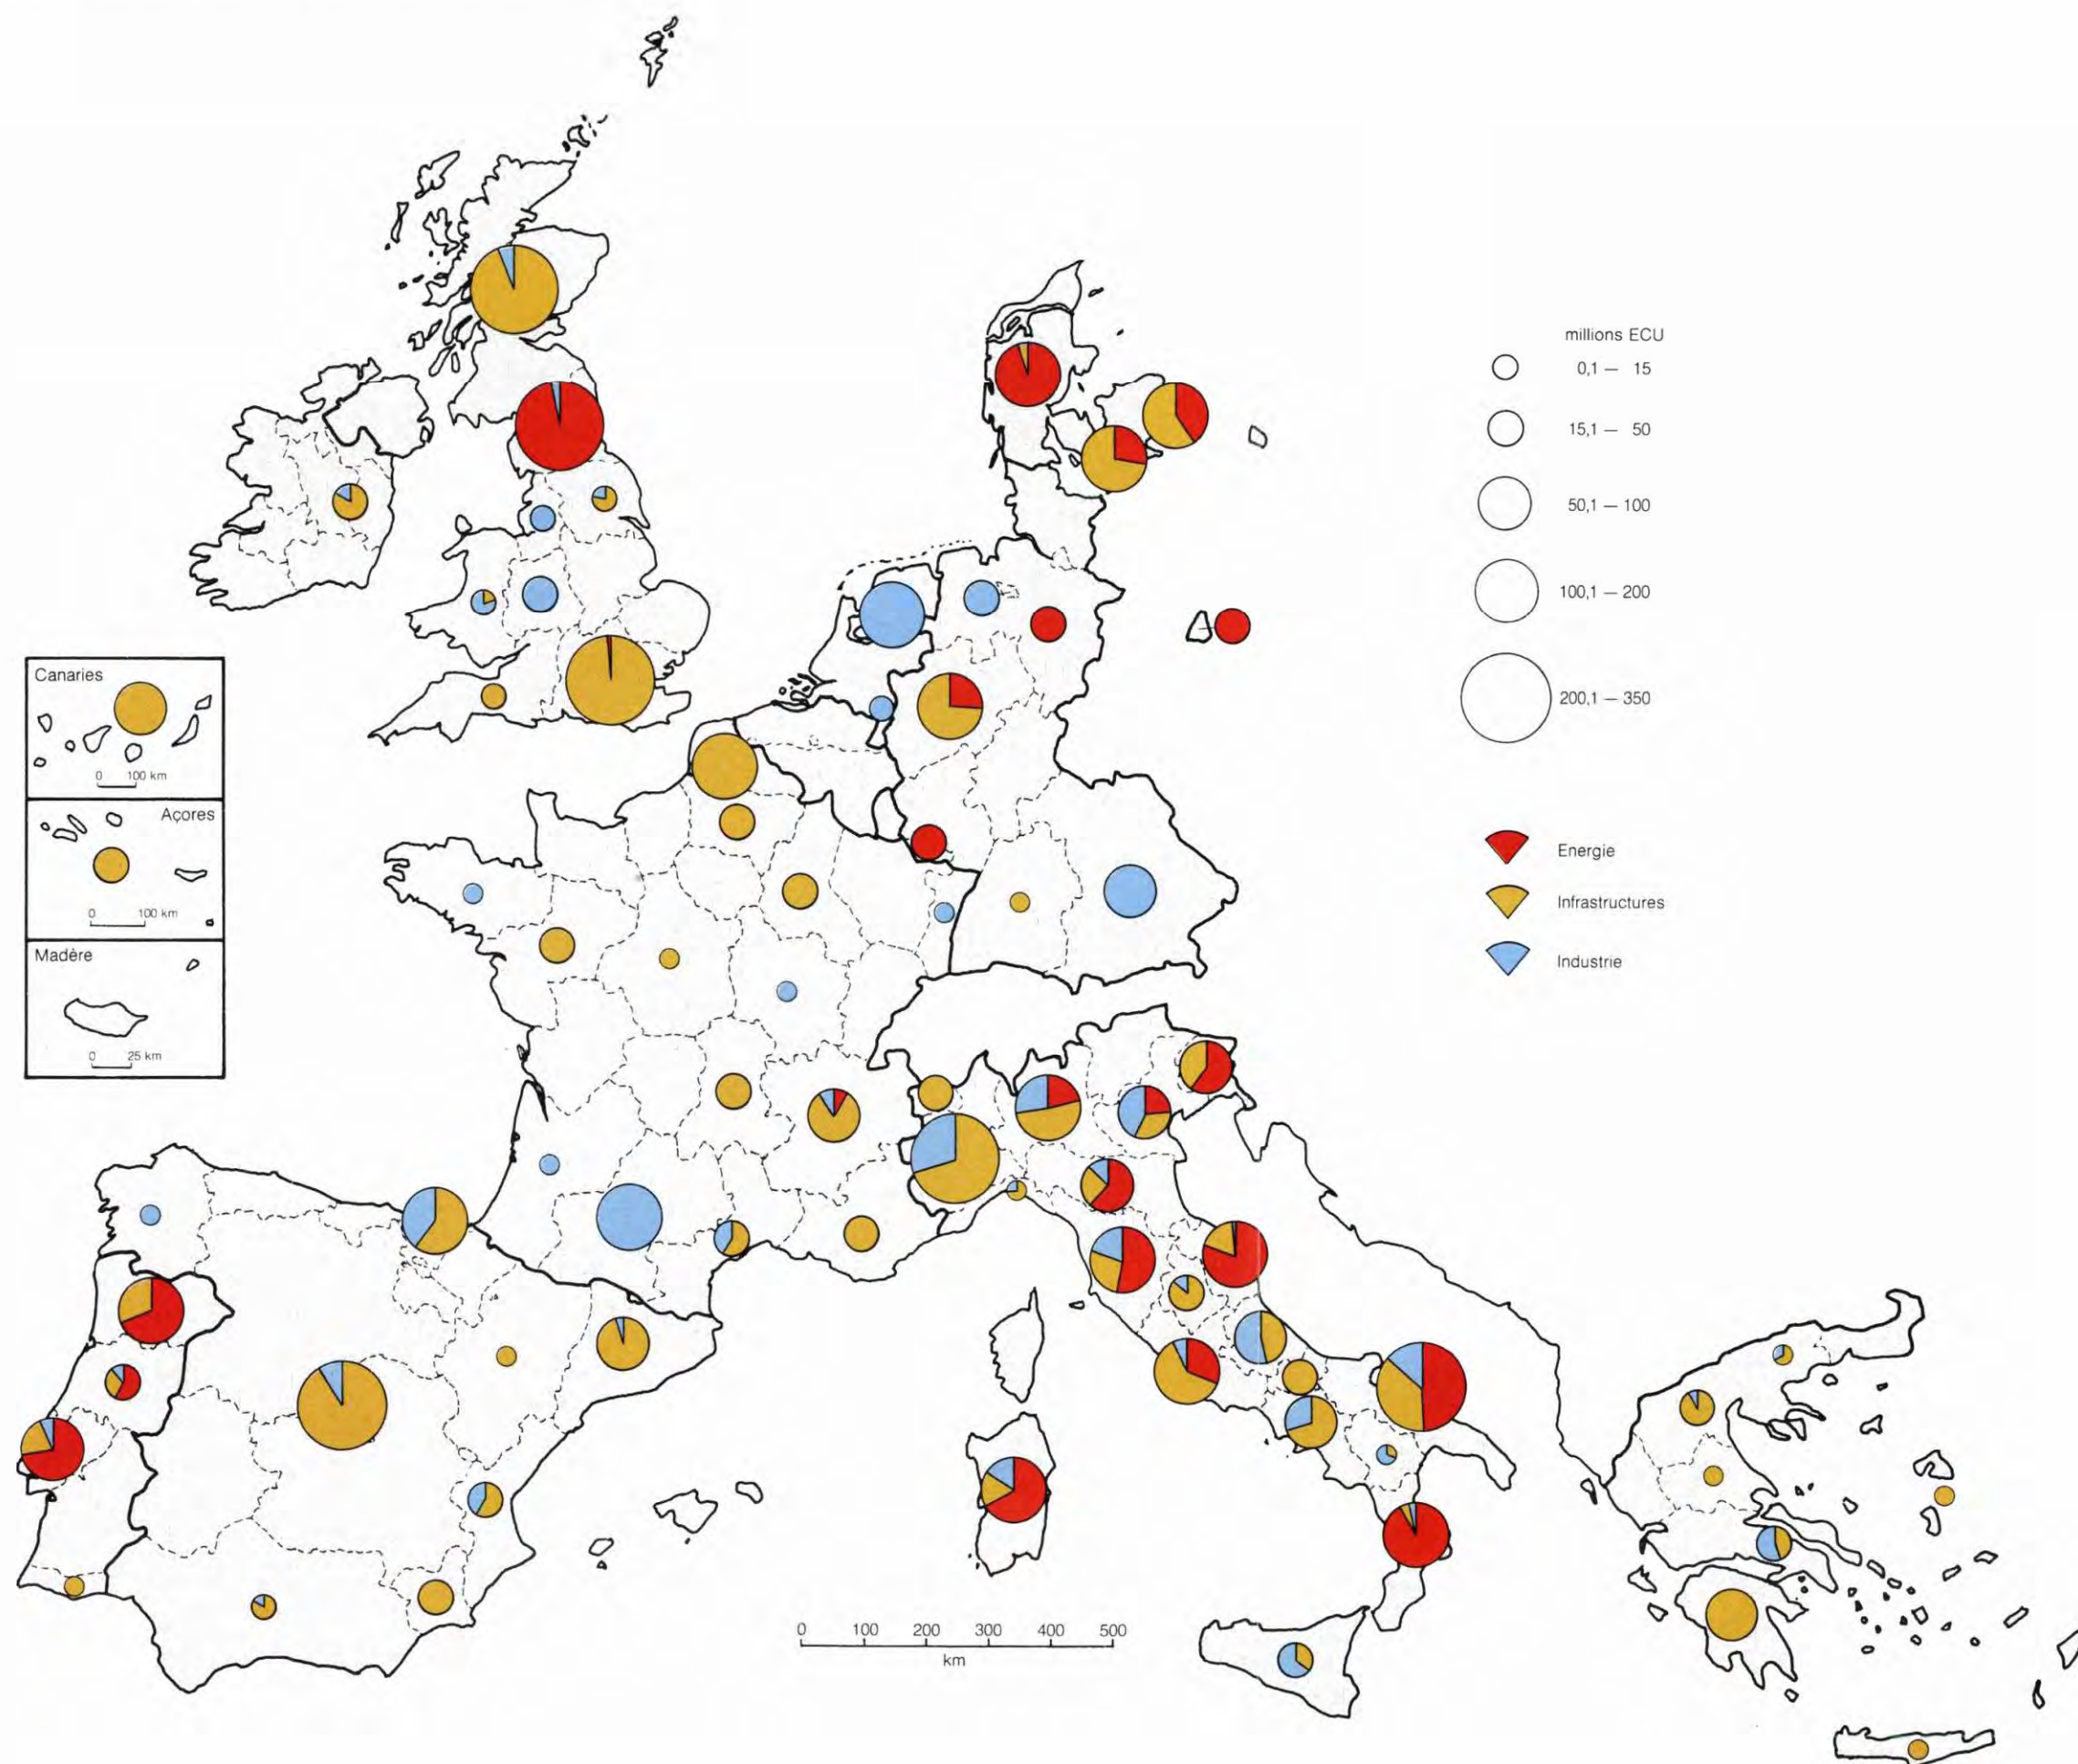 millions ECU
0,1 — 15
15,1 — 50
50,1 — 100
100,1 — 200
200,1 — 350
Energie
Infrastructures
Industrie
Canaries
0 100 km
Açores
0 100 km
Madère
0 25 km
0 100 200 300 400 500
km